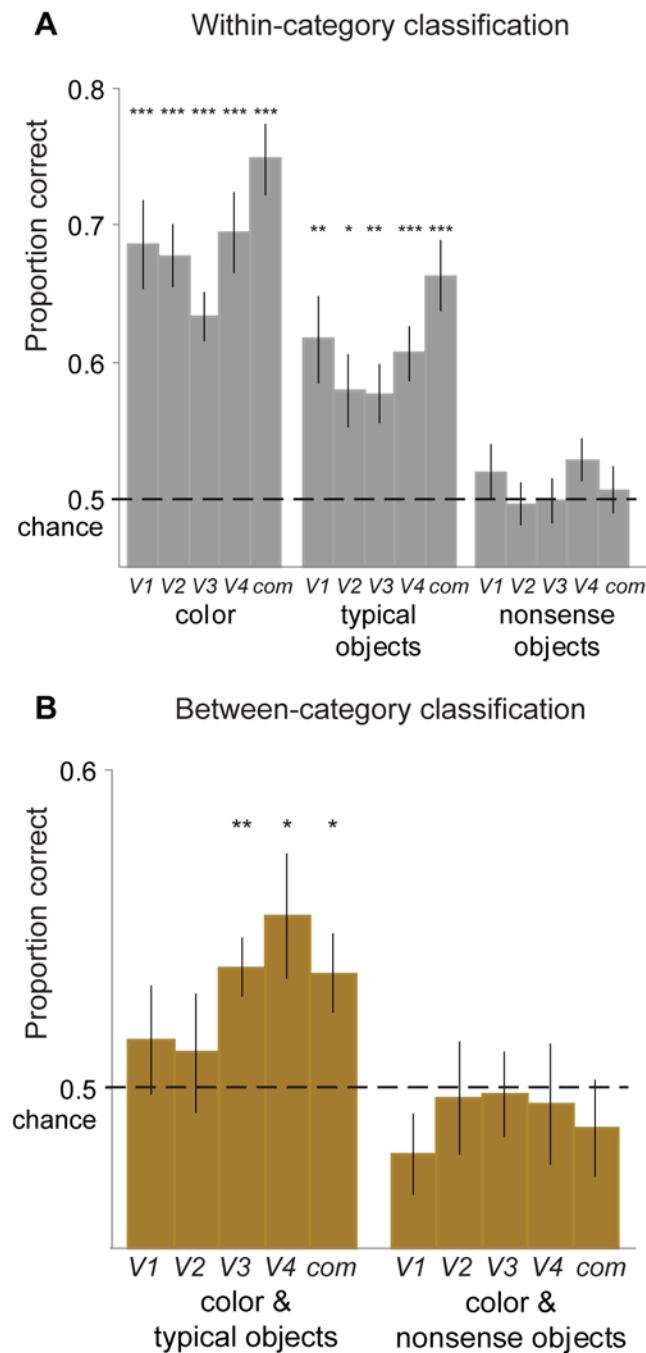 A Within-category classification
0.8
*** *** *** *** ***
Proportion correct
0.7
** * ** *** ***
0.6
0.5
chance
V1 V2 V3 V4 com V1 V2 V3 V4 com V1 V2 V3 V4 com
color typical nonsense
objects objects
B Between-category classification
0.6
** * *
Proportion correct
0.5
chance
V1 V2 V3 V4 com V1 V2 V3 V4 com
color & color &
typical objects nonsense objects